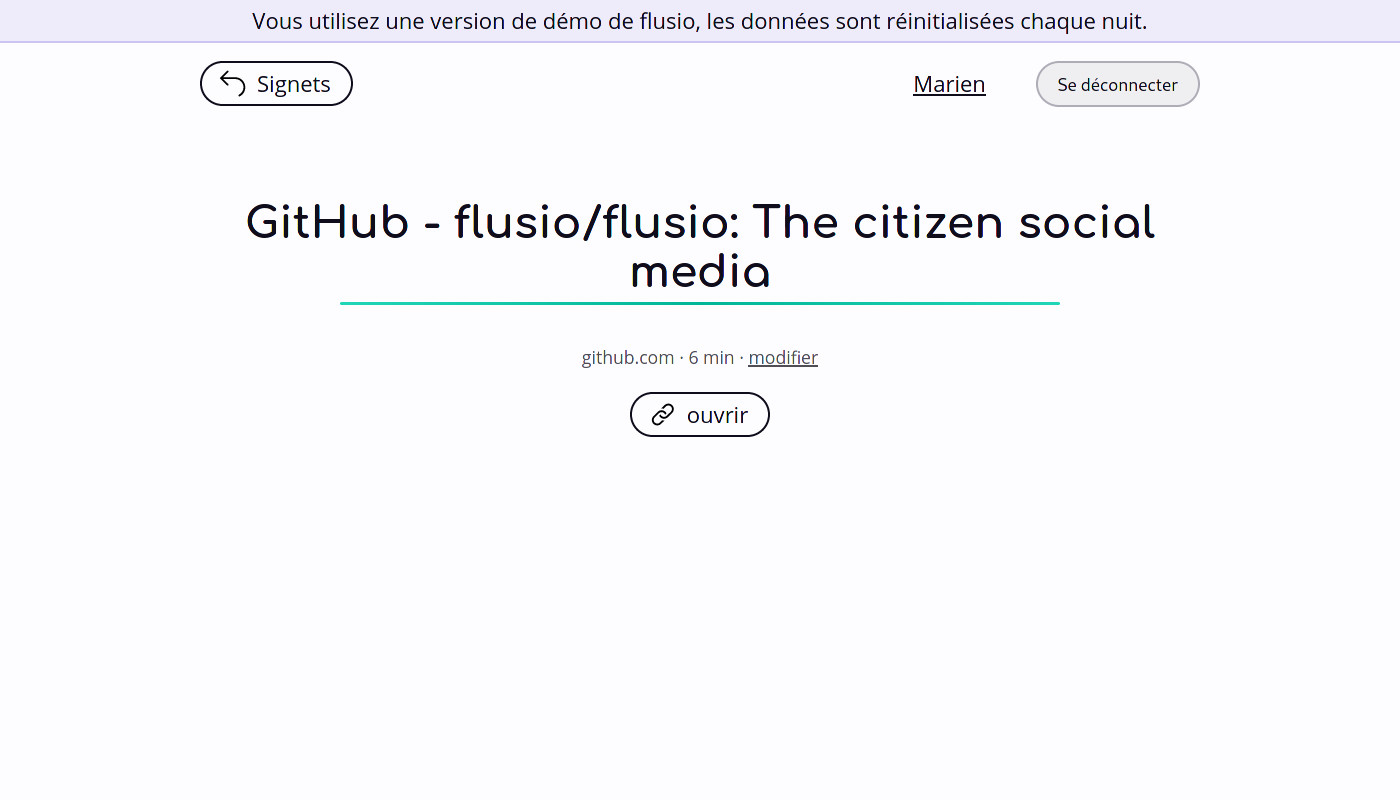 Vous utilisez une version de démo de flusio, les données sont réinitialisées chaque nuit.
Signets
Marien
Se déconnecter
GitHub - flusio/flusio: The citizen social
media
github.com · 6 min · modifier
ouvrir